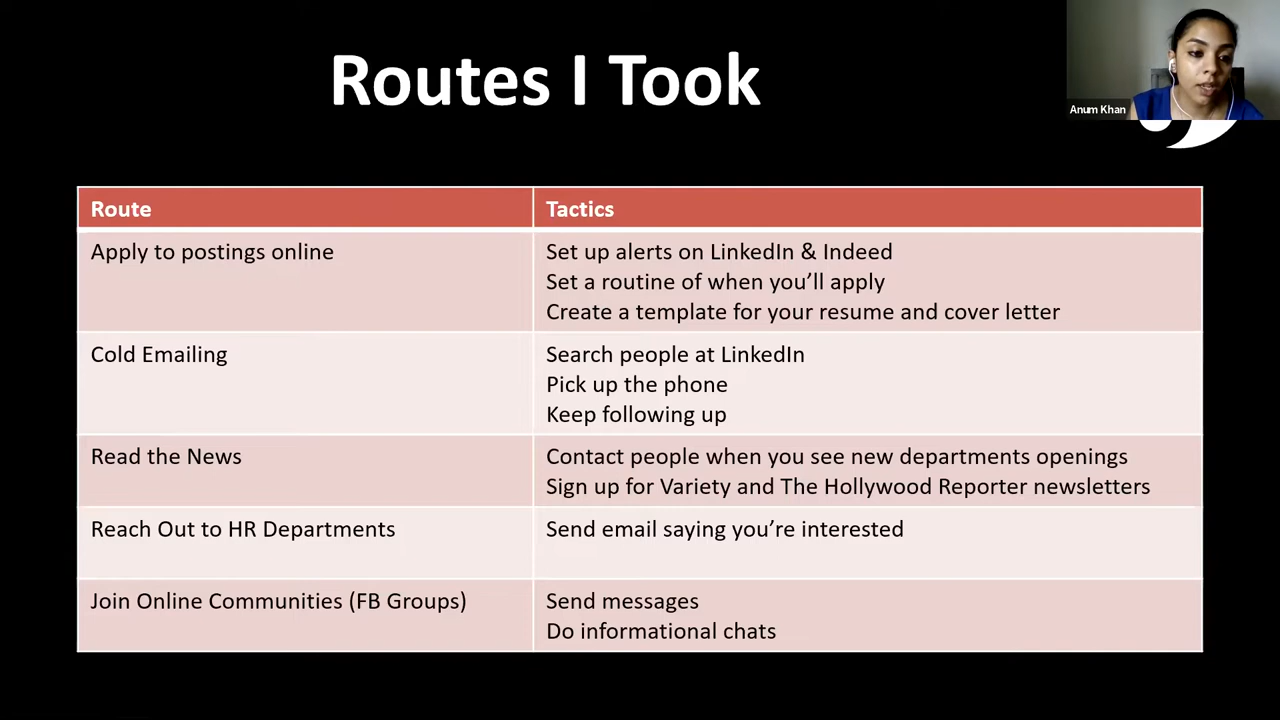 Routes I Took
Anum Khan
Route
Tactics
Apply to postings online
Set up alerts on LinkedIn & Indeed
Set a routine of when you’ll apply
Create a template for your resume and cover letter
Cold Emailing
Search people at LinkedIn
Pick up the phone
Keep following up
Read the News
Contact people when you see new departments openings
Sign up for Variety and The Hollywood Reporter newsletters
Reach Out to HR Departments
Send email saying you’re interested
Join Online Communities (FB Groups)
Send messages
Do informational chats